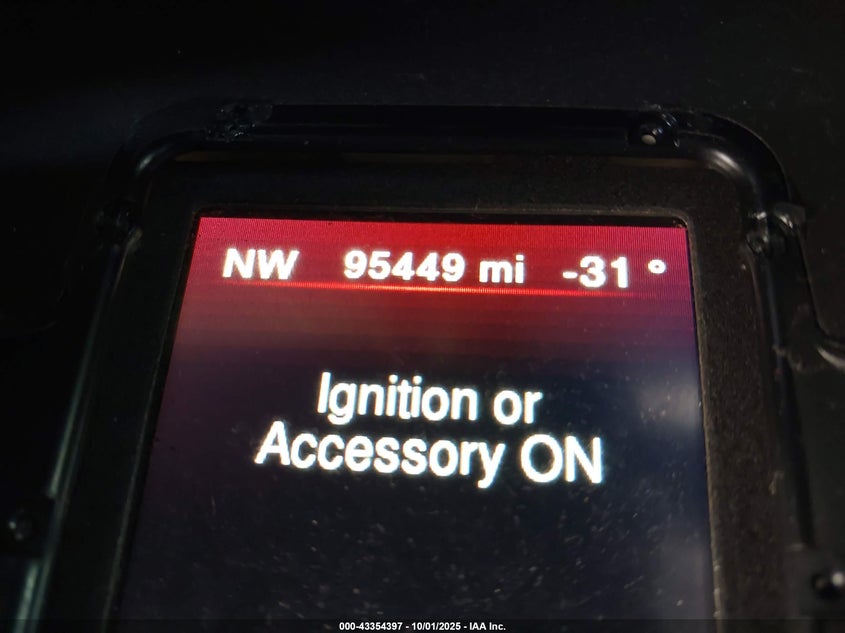 NW 95449 mi -31 °
Ignition or
Accessory ON
000-43354397 - 10/01/2025 - IAA Inc.